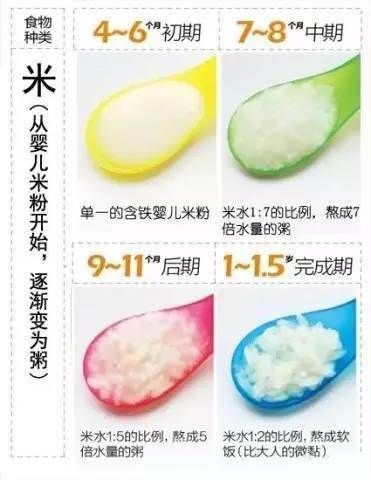 食物
种类
米(从婴儿米粉开始，逐渐变为粥)
4~6个月初期
单一的含铁婴儿米粉
7~8个月中期
米水1:7的比例，熬成7
倍水量的粥
9~11个月后期
米水1:5的比例，熬成5
倍水量的粥
1~1.5岁完成期
米水1:2的比例，熬成软
饭(比大人的微黏)